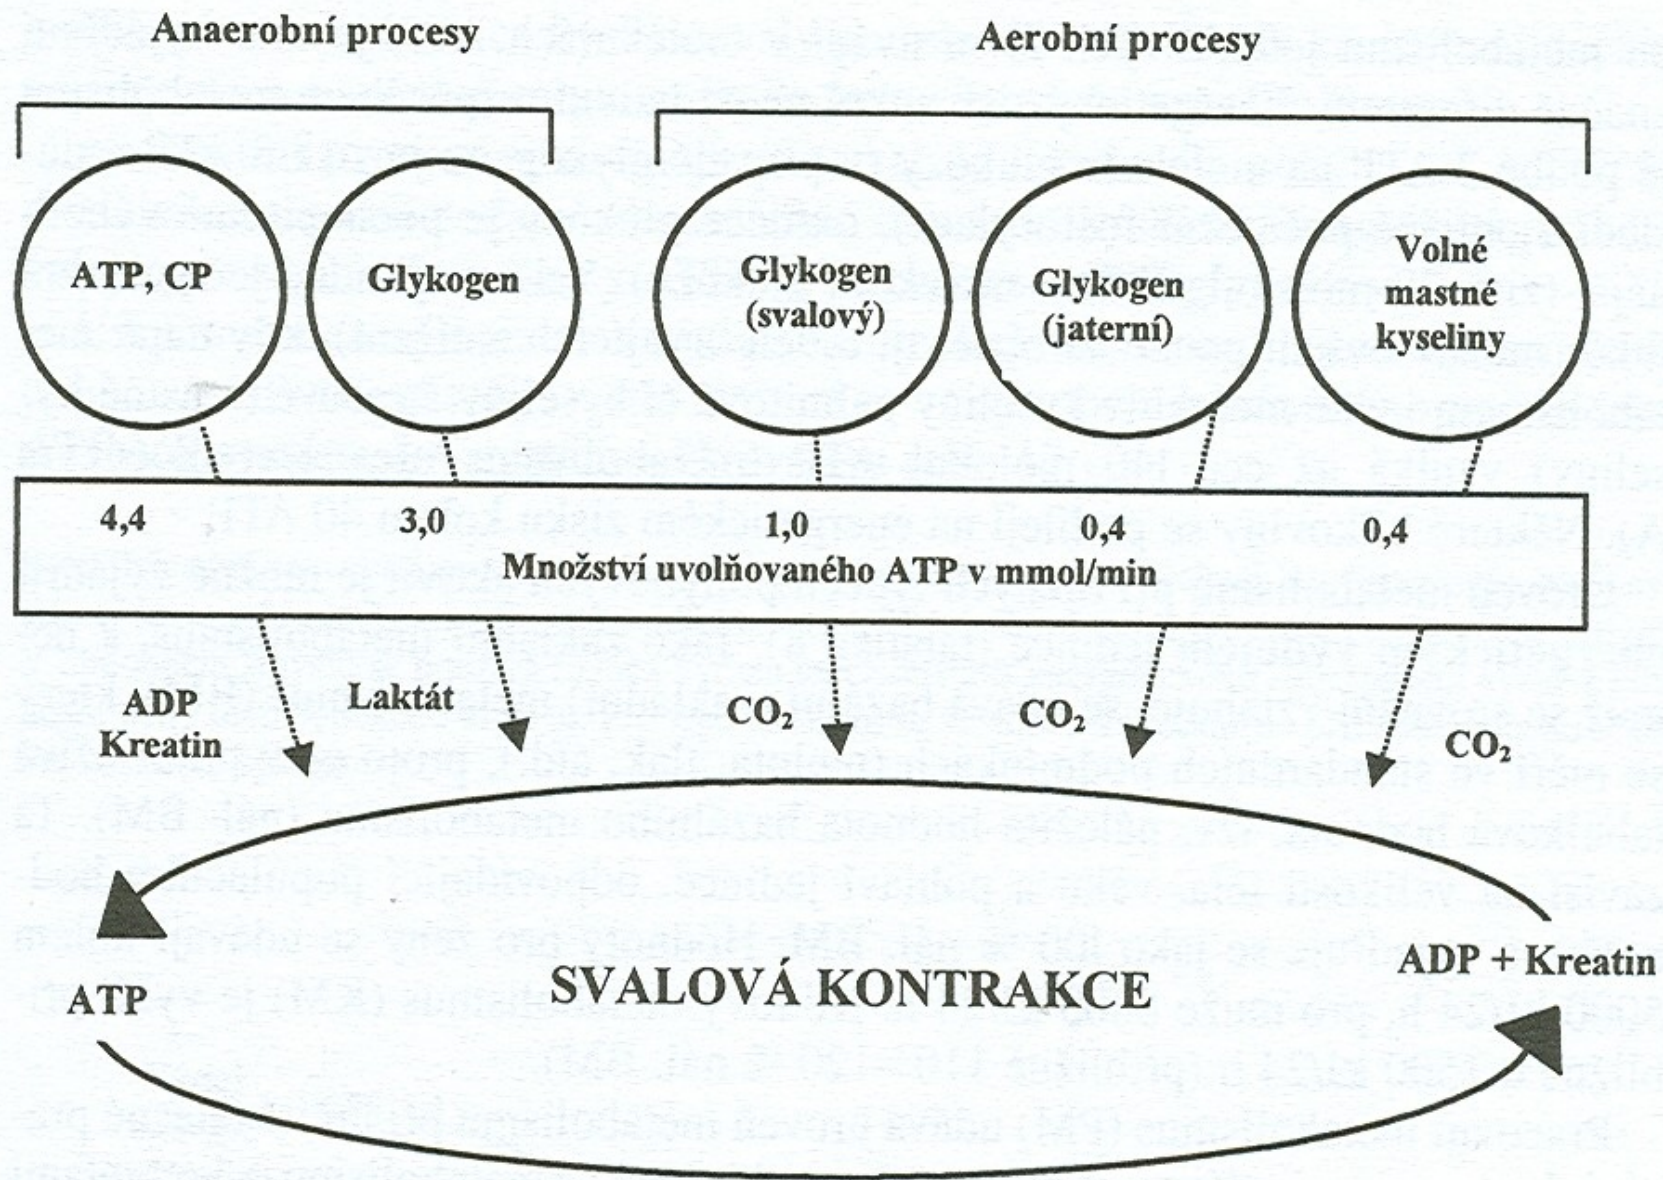 Anaerobní procesy
Aerobní procesy
ATP, CP
Glykogen
Glykogen
(svalový)
Glykogen
(jaterní)
Volné
mastné
kyseliny
4,4
3,0
1,0
0,4
0,4
Množství uvolňovaného ATP v mmol/min
ADP
Kreatin
Laktát
CO₂
CO₂
CO₂
ATP
SVALOVÁ KONTRAKCE
ADP + Kreatin